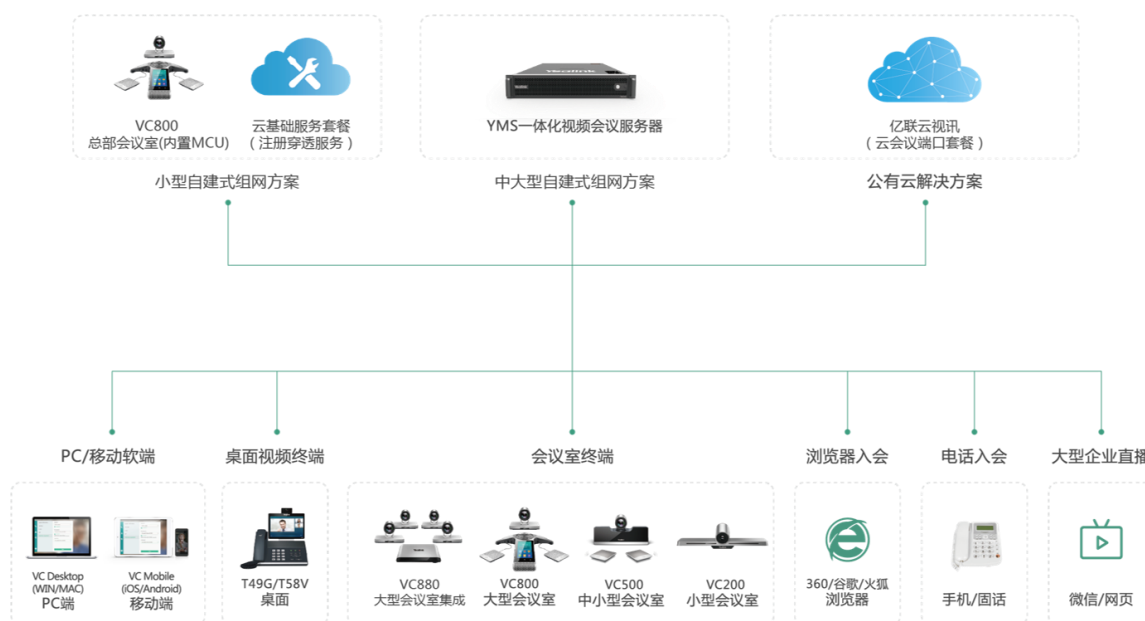 Yealink
VC800
总部会议室(内置MCU)
云基础服务套餐
（注册穿透服务）
YMS一体化视频会议服务器
亿联云视讯
（云会议端口套餐）
小型自建式组网方案
中大型自建式组网方案
公有云解决方案
PC/移动软端
桌面视频终端
会议室终端
浏览器入会
电话入会
大型企业直播
VC Desktop
(WIN/MAC)
PC端
VC Mobile
(iOS/Android)
移动端
T49G/T58V
桌面
VC880
大型会议室集成
VC800
大型会议室
VC500
中小型会议室
VC200
小型会议室
360/谷歌/火狐
浏览器
手机/固话
微信/网页